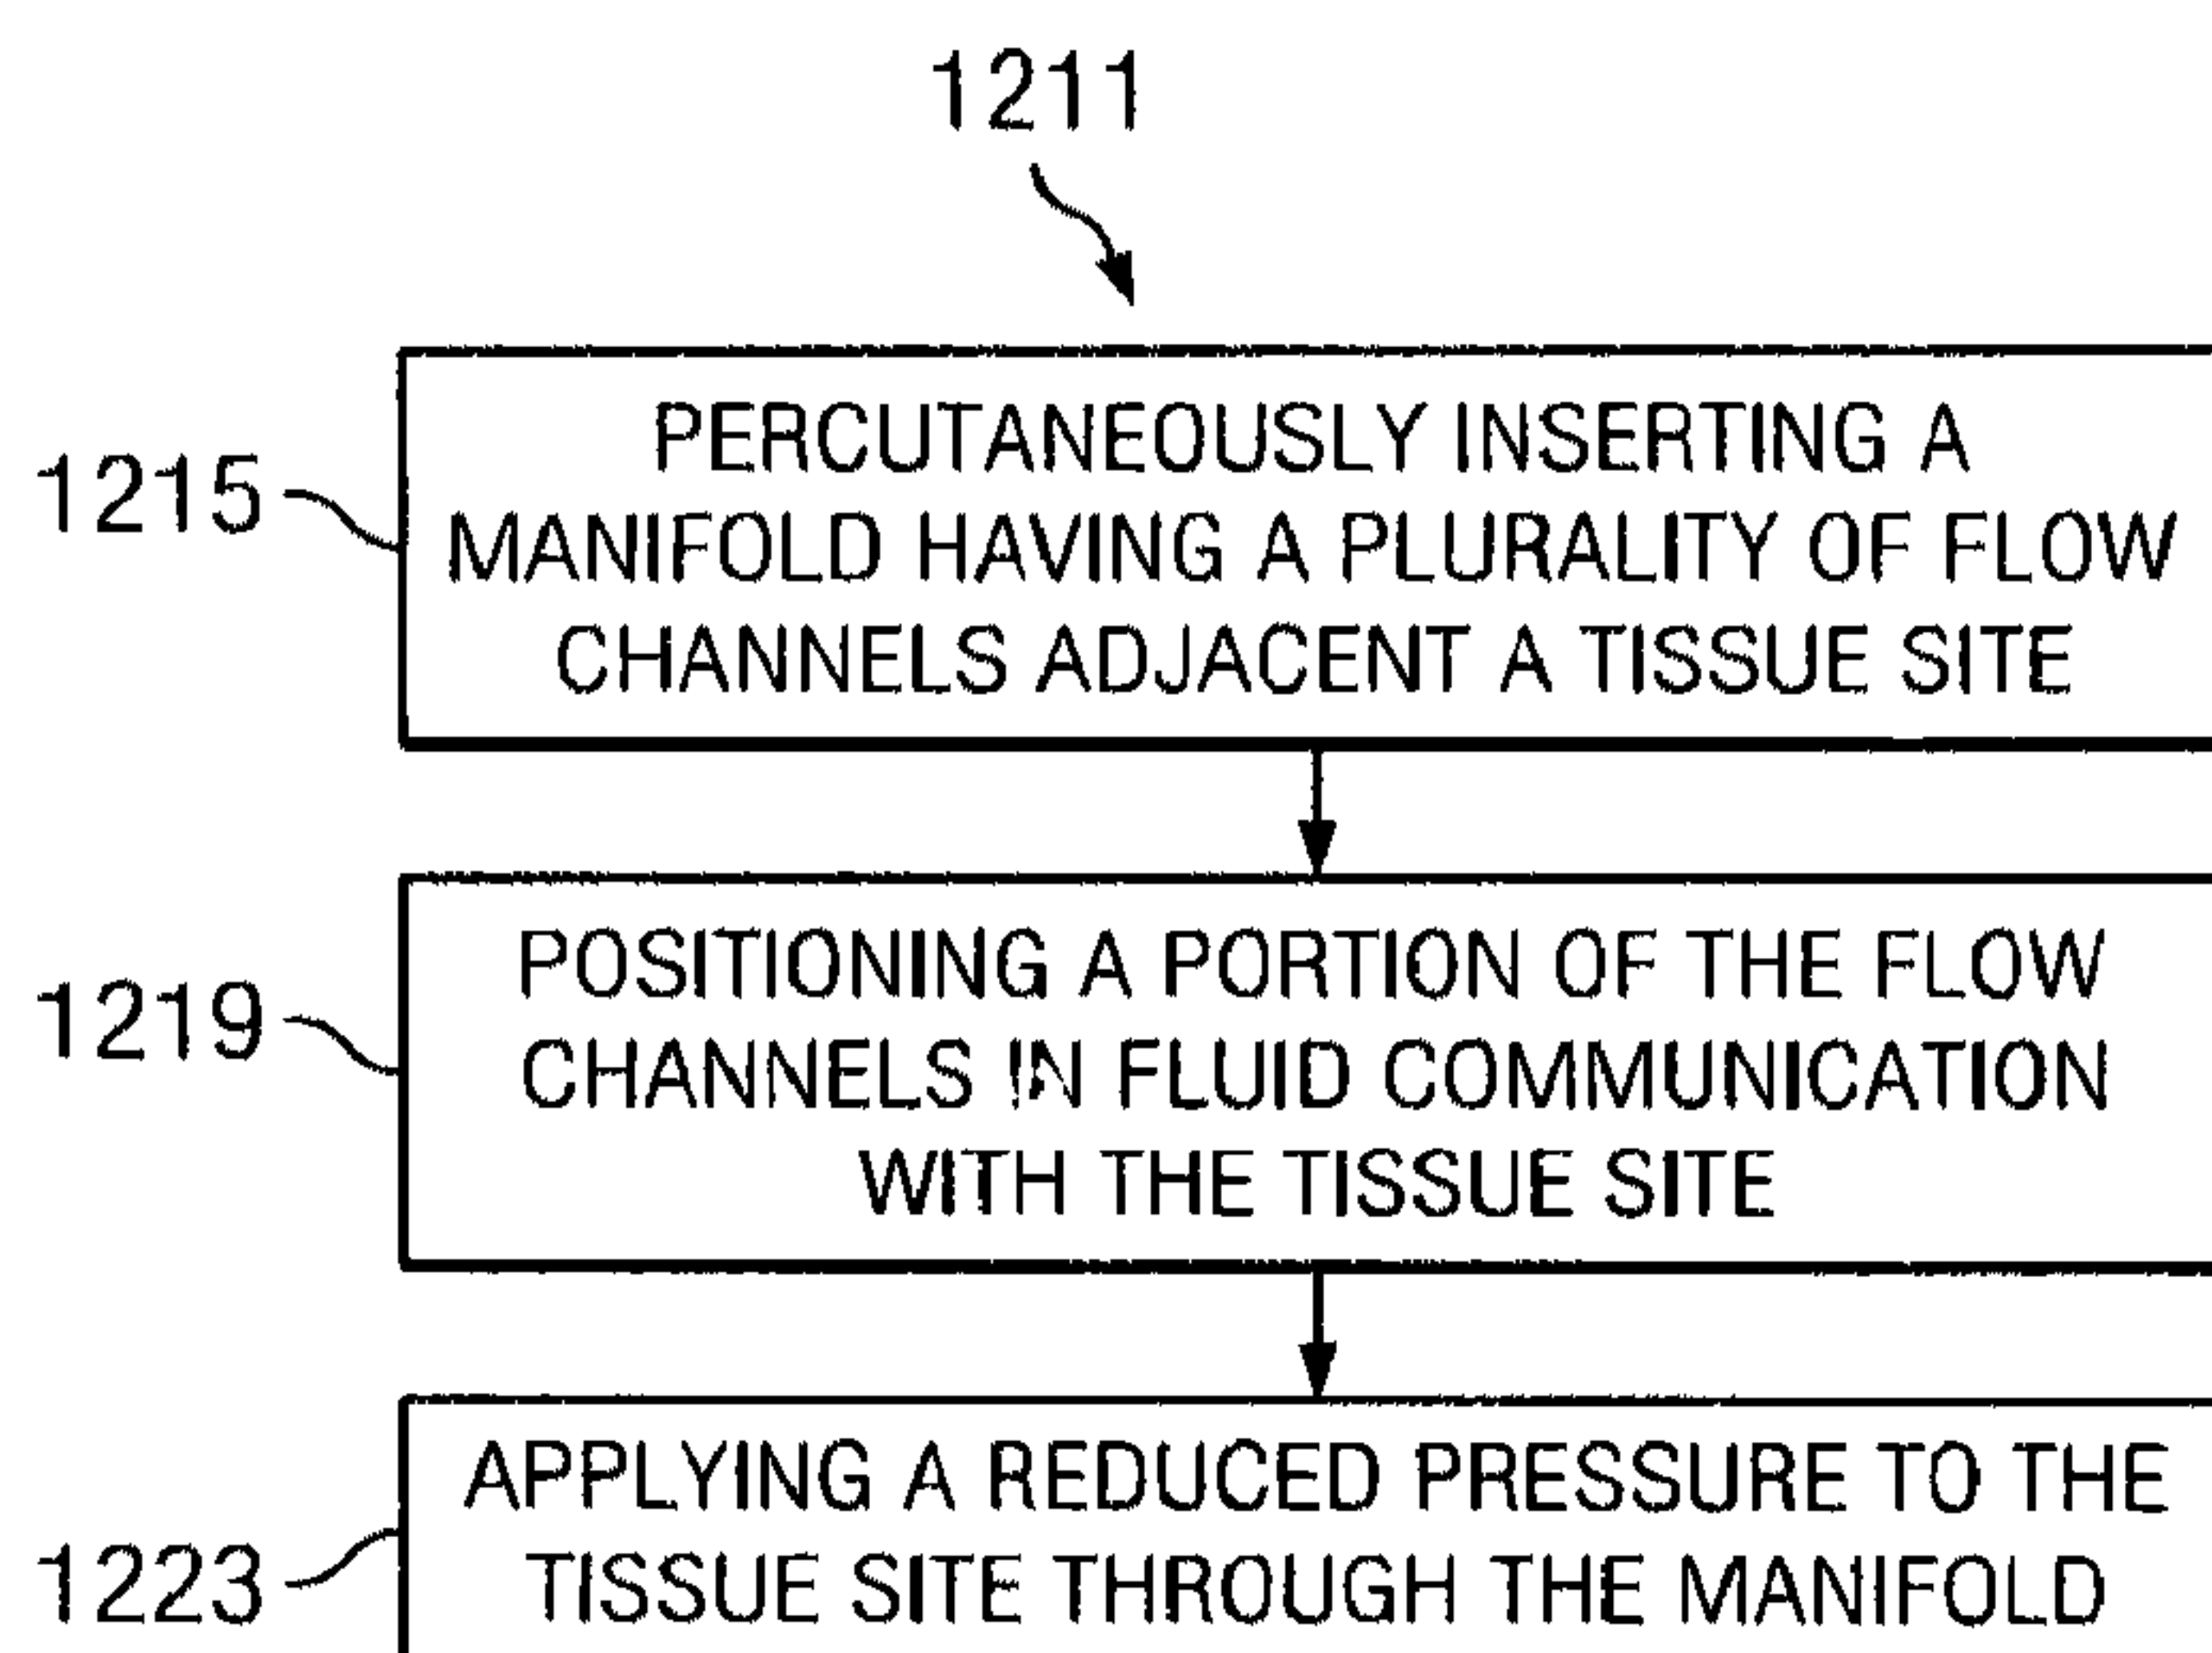 1211
1215
PERCUTANEOUSLY INSERTING A
MANIFOLD HAVING A PLURALITY OF FLOW
CHANNELS ADJACENT A TISSUE SITE
1219
POSITIONING A PORTION OF THE FLOW
CHANNELS IN FLUID COMMUNICATION
WITH THE TISSUE SITE
1223
APPLYING A REDUCED PRESSURE TO THE
TISSUE SITE THROUGH THE MANIFOLD